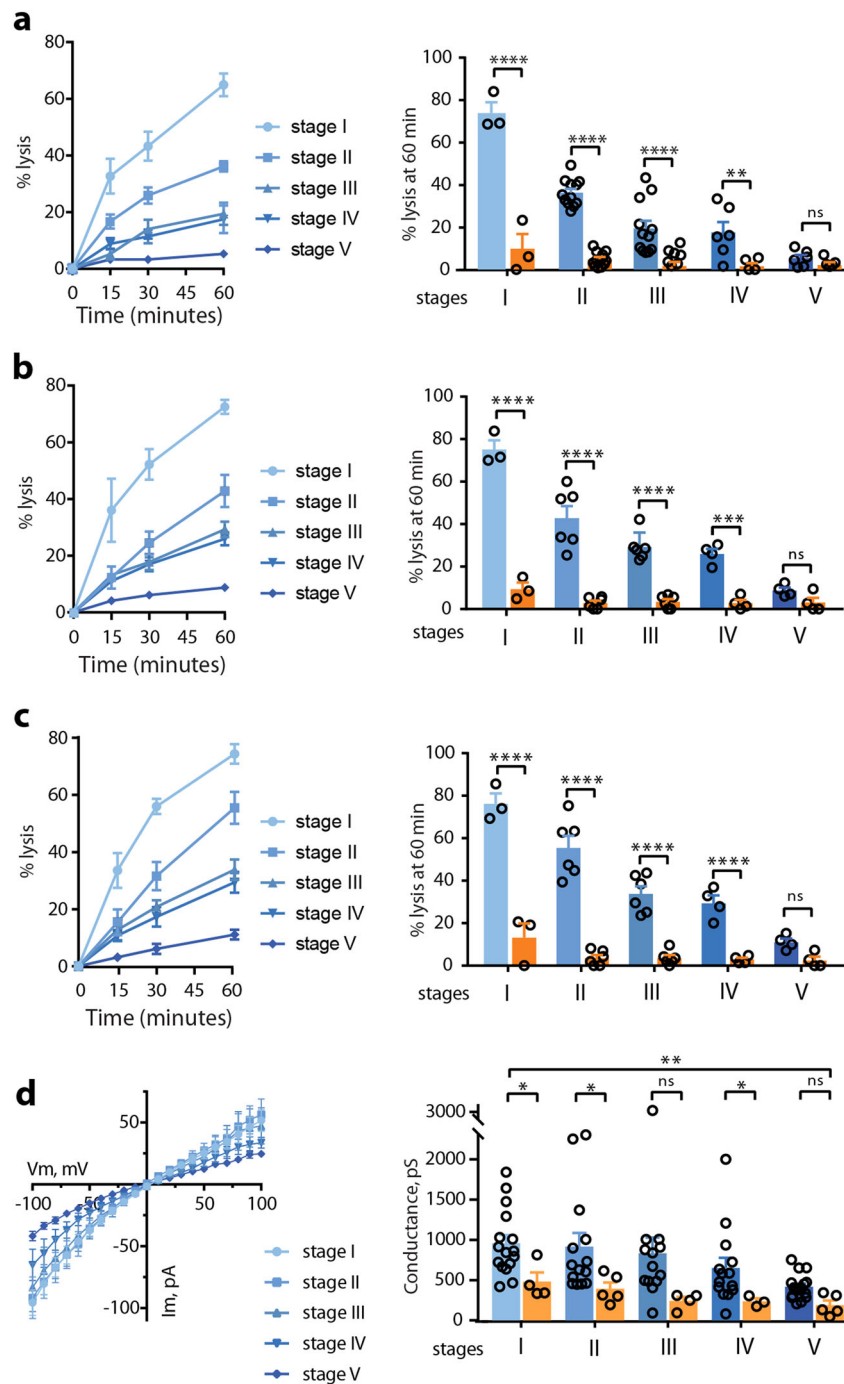 a
% lysis
80
60
40
20
0
0 15 30 45 60
Time (minutes)
stage I
stage II
stage III
stage IV
stage V
% lysis at 60 min
100
80
60
40
20
0
**** **** **** ** ns
stages I II III IV V
b
% lysis
80
60
40
20
0
0 15 30 45 60
Time (minutes)
stage I
stage II
stage III
stage IV
stage V
% lysis at 60 min
100
80
60
40
20
0
**** **** **** *** ns
stages I II III IV V
c
% lysis
80
60
40
20
0
0 15 30 45 60
Time (minutes)
stage I
stage II
stage III
stage IV
stage V
% lysis at 60 min
100
80
60
40
20
0
**** **** **** **** ns
stages I II III IV V
d
Vm, mV
-100 -50 50 100
50
-50
-100
Im, pA
stage I
stage II
stage III
stage IV
stage V
**
* * ns * ns
Conductance, pS
3000
2000
1500
1000
500
0
stages I II III IV V